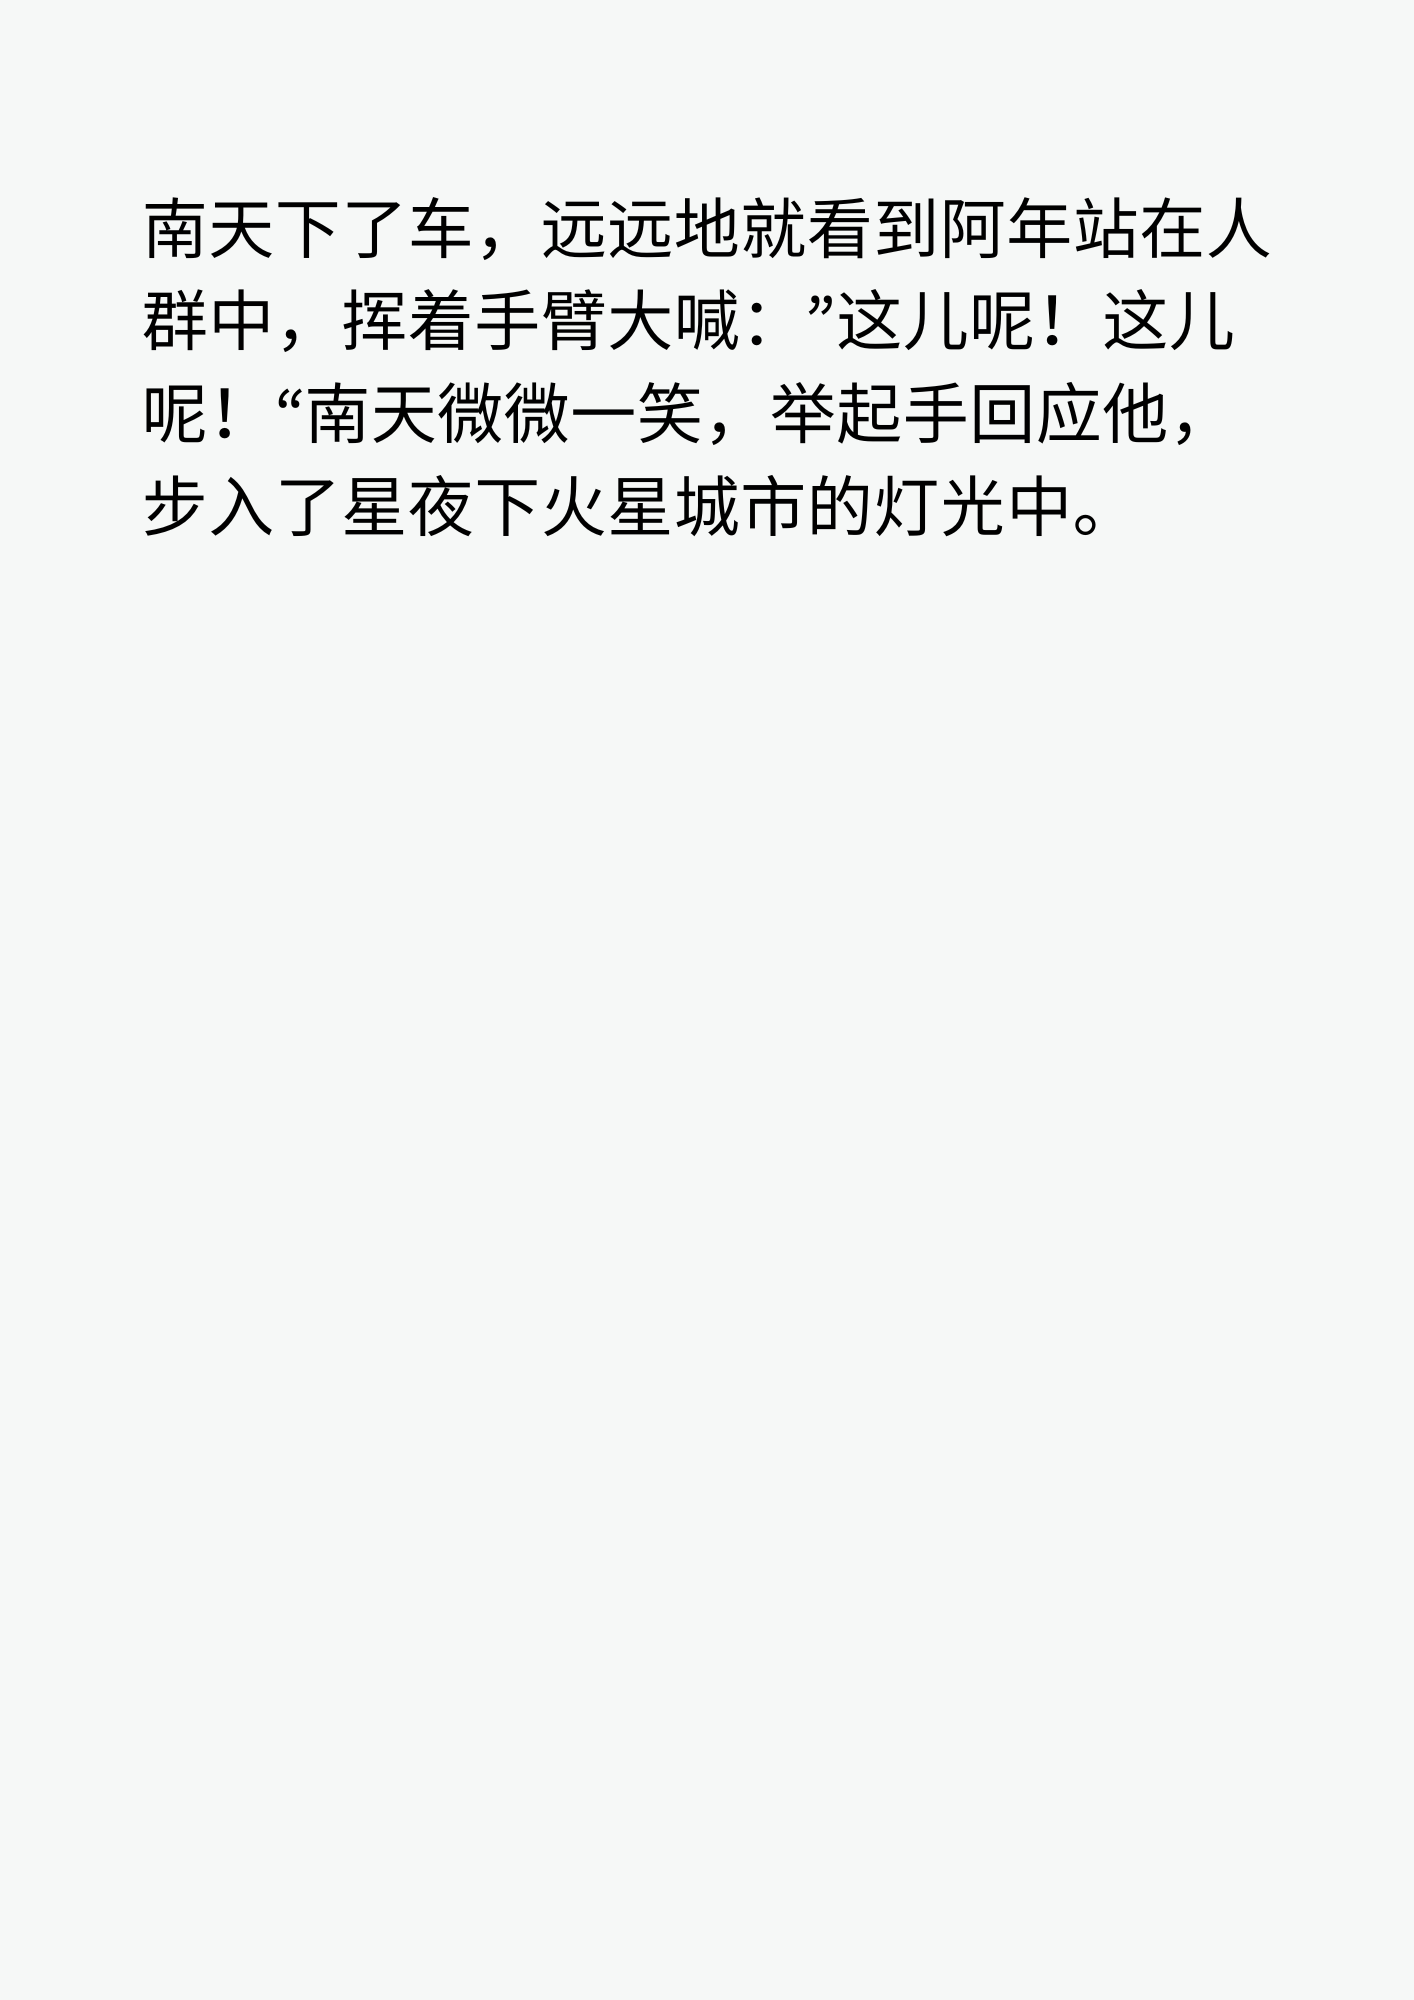 南天下了车，远远地就看到阿年站在人
群中，挥着手臂大喊：”这儿呢！这儿
呢！“南天微微一笑，举起手回应他，
步入了星夜下火星城市的灯光中。